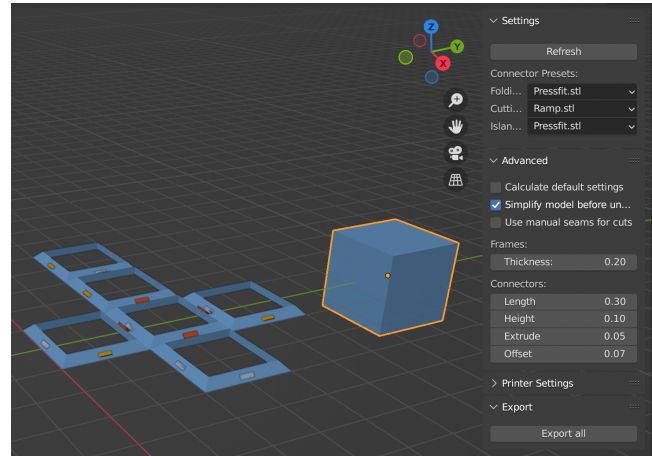 Settings
Refresh
Connector Presets:
Foldi... Pressfit.stl
Cutti... Ramp.stl
Islan... Pressfit.stl
Advanced
Calculate default settings
Simplify model before un...
Use manual seams for cuts
Frames:
Thickness: 0.20
Connectors:
Length 0.30
Height 0.10
Extrude 0.05
Offset 0.07
Printer Settings
Export
Export all
Z
Y
X